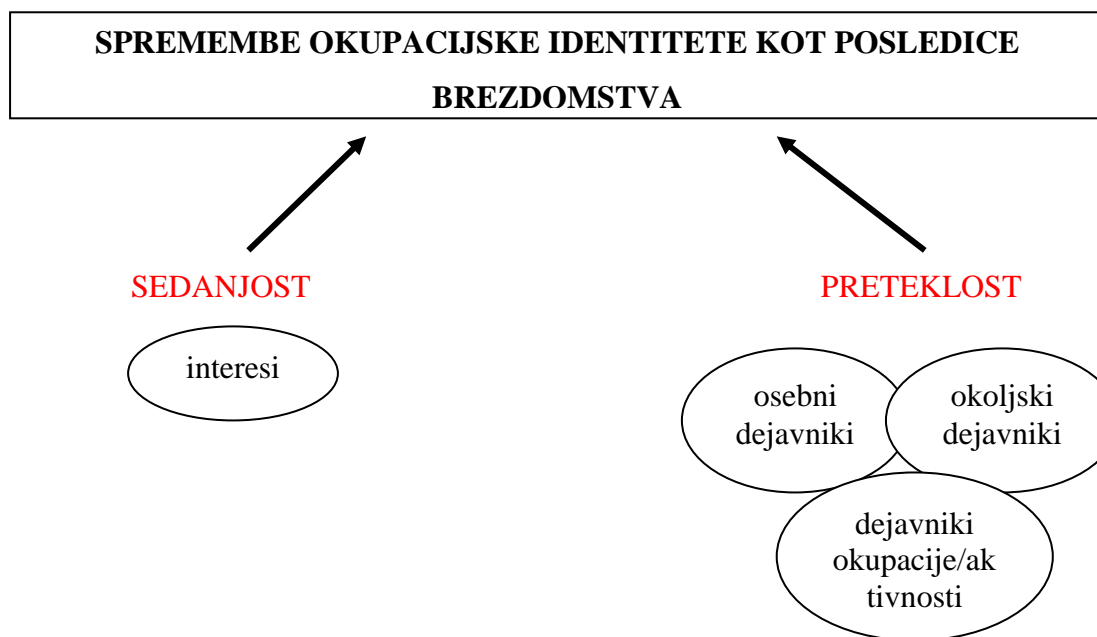 SPREMEMBE OKUPACIJSKE IDENTITETE KOT POSLEDICE
BREZDOMSTVA
SEDANJOST
PRETEKLOST
interesi
osebni
dejavniki
okoljski
dejavniki
dejavniki
okupacije/ak
tivnosti